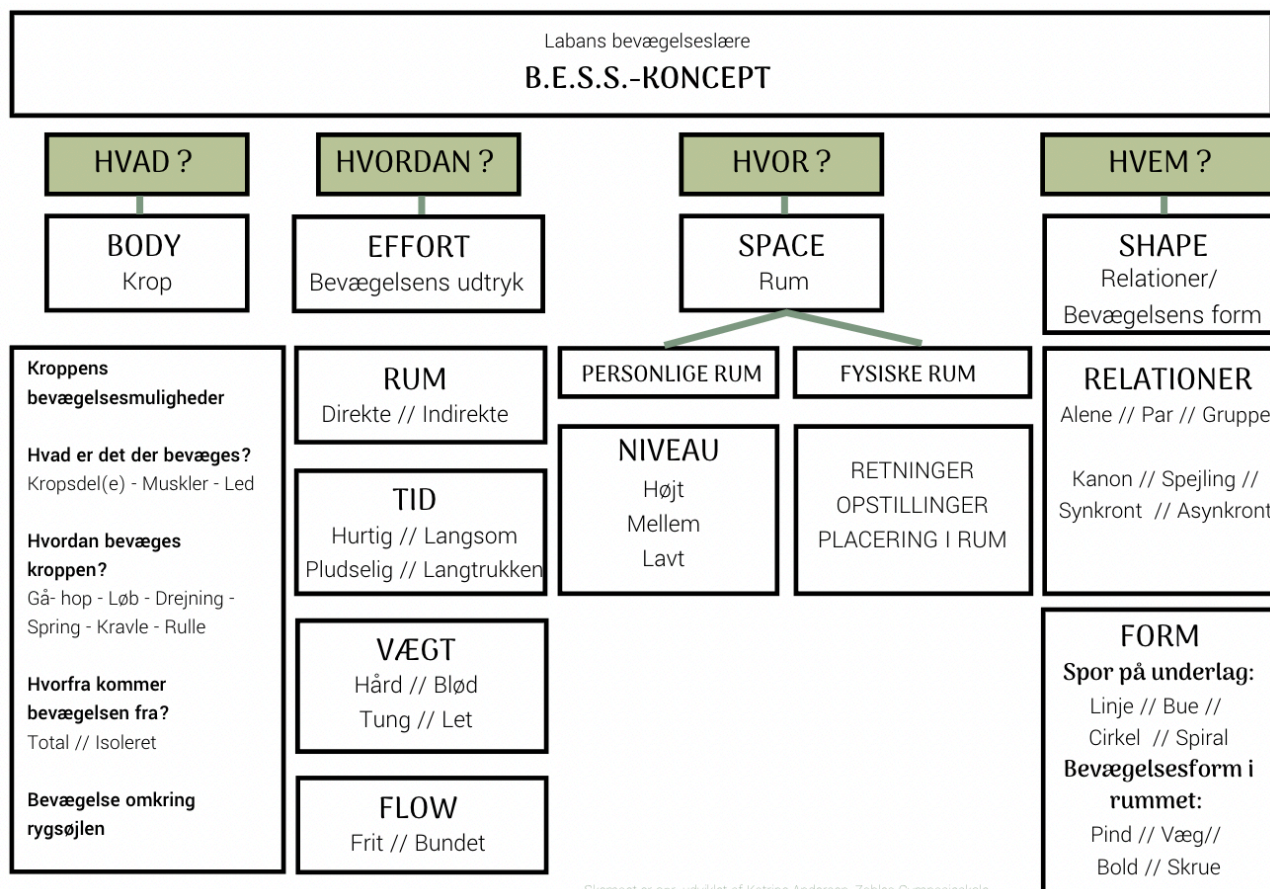 Labans bevægelseslære
B.E.S.S.-KONCEPT
HVAD ?
BODY
Krop
Kroppens
bevægelsesmuligheder
Hvad er det der bevæges?
Kropsdel(e) - Muskler - Led
Hvordan bevæges
kroppen?
Gå- hop - Løb - Drejning -
Spring - Kravle - Rulle
Hvorfra kommer
bevægelsen fra?
Total // Isoleret
Bevægelse omkring
rygsøjlen
HVORDAN ?
EFFORT
Bevægelsens udtryk
RUM
Direkte // Indirekte
TID
Hurtig // Langsom
Pludselig // Langtrukken
VÆGT
Hård // Blød
Tung // Let
FLOW
Frit // Bundet
HVOR ?
SPACE
Rum
PERSONLIGE RUM
NIVEAU
Højt
Mellem
Lavt
FYSISKE RUM
RETNINGER
OPSTILLINGER
PLACERING I RUM
HVEM ?
SHAPE
Relationer/
Bevægelsens form
RELATIONER
Alene // Par // Gruppe
Kanon // Spejling //
Synkront // Asynkront
FORM
Spor på underlag:
Linje // Bue //
Cirkel // Spiral
Bevægelsesform i
rummet:
Pind // Væg//
Bold // Skrue